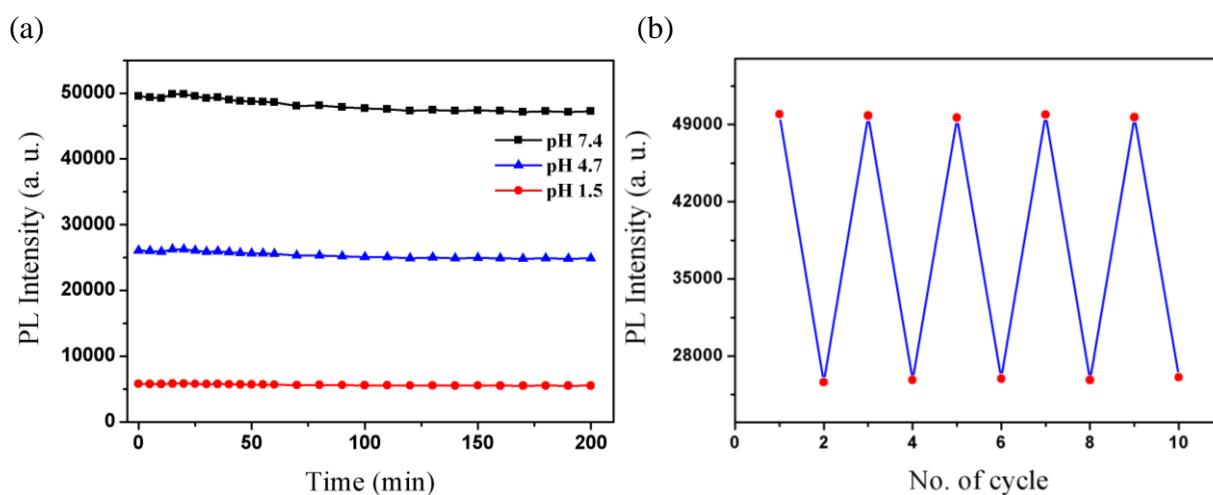 (a)
(b)
PL Intensity (a. u.)
50000
40000
30000
20000
10000
0
pH 7.4
pH 4.7
pH 1.5
0
50
100
150
200
Time (min)
PL Intensity (a. u.)
49000
42000
35000
28000
0
2
4
6
8
10
No. of cycle